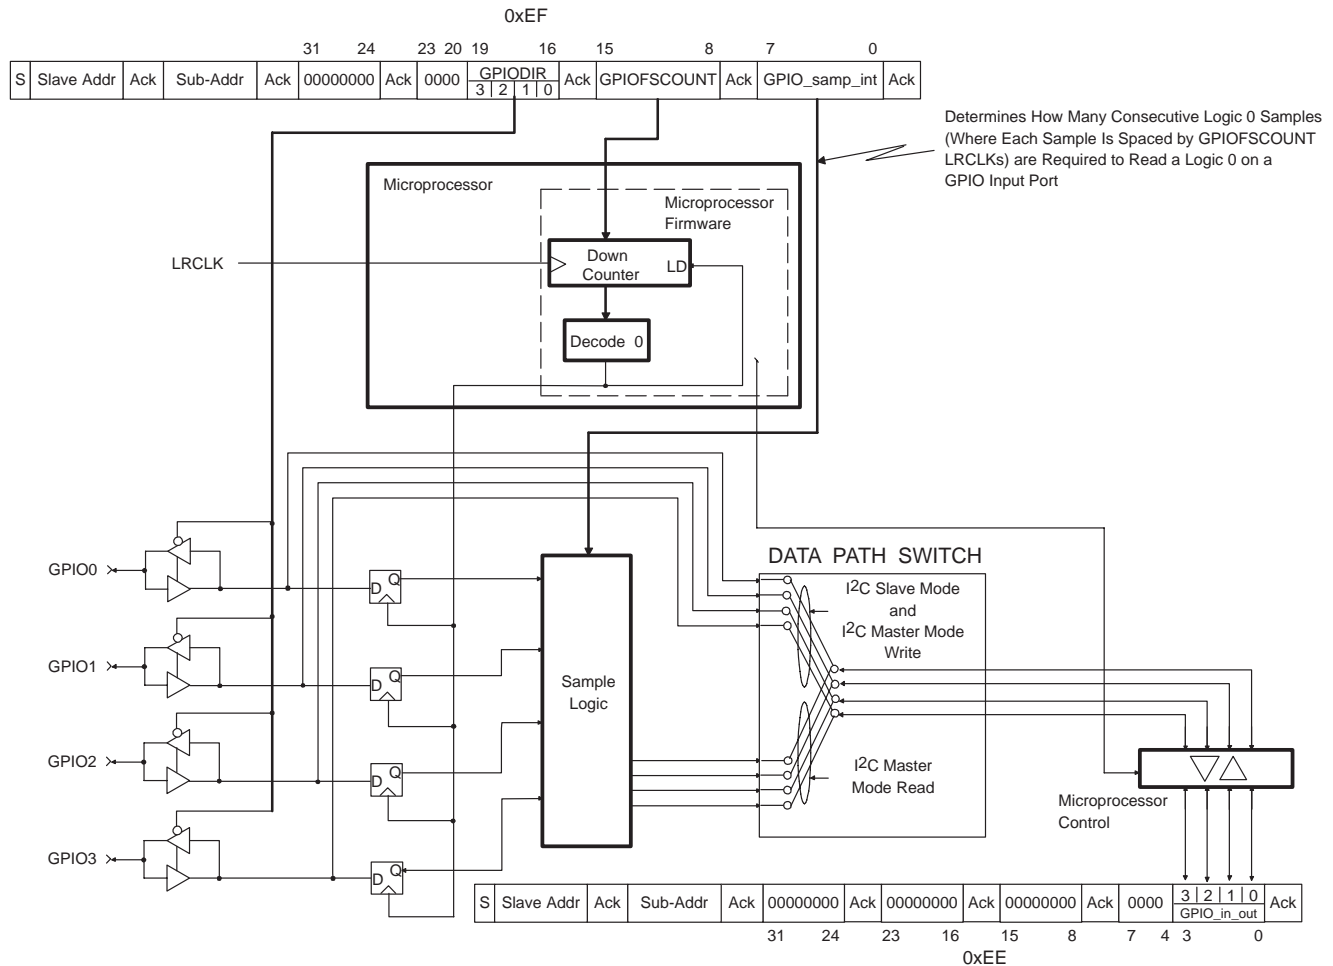 0xEF
31 24 23 20 19 16 15 8 7 0
S Slave Addr Ack Sub-Addr Ack 00000000 Ack 0000 GPIODIR Ack GPIOFSCOUNT Ack GPIO_samp_int Ack
3 2 1 0
Determines How Many Consecutive Logic 0 Samples
(Where Each Sample Is Spaced by GPIOFSCOUNT
LRCLKs) are Required to Read a Logic 0 on a
GPIO Input Port
Microprocessor
Microprocessor
Firmware
LRCLK
Down
Counter
LD
Decode 0
DATA PATH SWITCH
I2C Slave Mode
and
I2C Master Mode
Write
GPIO0
D Q
GPIO1
D Q
Sample
Logic
GPIO2
D Q
I2C Master
Mode Read
Microprocessor
Control
GPIO3
D Q
S Slave Addr Ack Sub-Addr Ack 00000000 Ack 00000000 Ack 00000000 Ack 0000 3 2 1 0 Ack
GPIO_in_out
31 24 23 16 15 8 7 4 3 0
0xEE